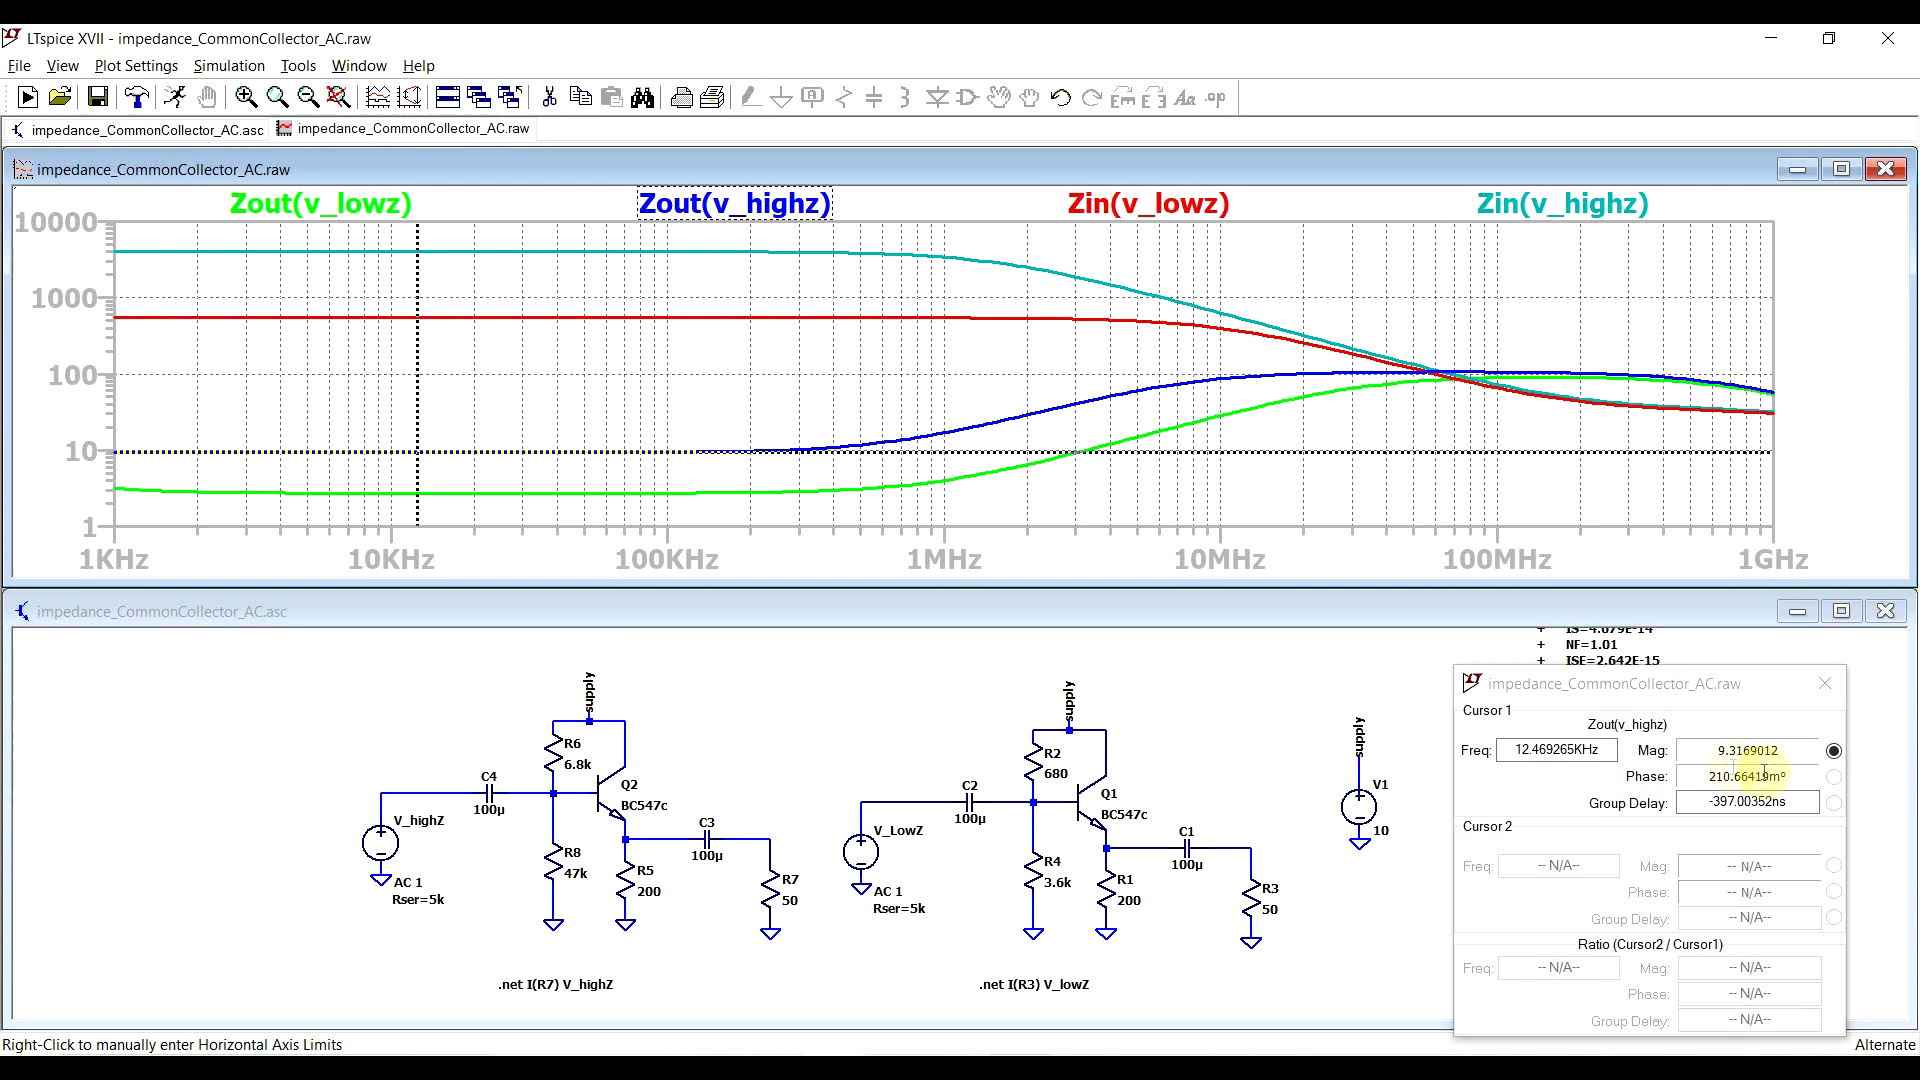 LTspice XVII - impedance_CommonCollector_AC.raw
File View Plot Settings Simulation Tools Window Help
impedance_CommonCollector_AC.asc impedance_CommonCollector_AC.raw
impedance_CommonCollector_AC.raw
Zout(v_lowz) Zout(v_highz) Zin(v_lowz) Zin(v_highz)
10000
1000
100
10
1
1KHz 10KHz 100KHz 1MHz 10MHz 100MHz 1GHz
impedance_CommonCollector_AC.asc
+ IS=4.679E-14
+ NF=1.01
+ ISE=2.642E-15
supply
R6
6.8k
C4
100µ
Q2
BC547c
V_highZ
AC 1
Rser=5k
R8
47k
R5
200
C3
100µ
R7
50
.net I(R7) V_highZ
supply
R2
680
C2
100µ
Q1
BC547c
V_LowZ
AC 1
Rser=5k
R4
3.6k
R1
200
C1
100µ
R3
50
.net I(R3) V_lowZ
supply
V1
10
impedance_CommonCollector_AC.raw
Cursor 1
Zout(v_highz)
Freq: 12.469265KHz Mag: 9.3169012
Phase: 210.66419m°
Group Delay: -397.00352ns
Cursor 2
Freq: -- N/A-- Mag: -- N/A--
Phase: -- N/A--
Group Delay: -- N/A--
Ratio (Cursor2 / Cursor1)
Freq: -- N/A-- Mag: -- N/A--
Phase: -- N/A--
Group Delay: -- N/A--
Right-Click to manually enter Horizontal Axis Limits
Alternate